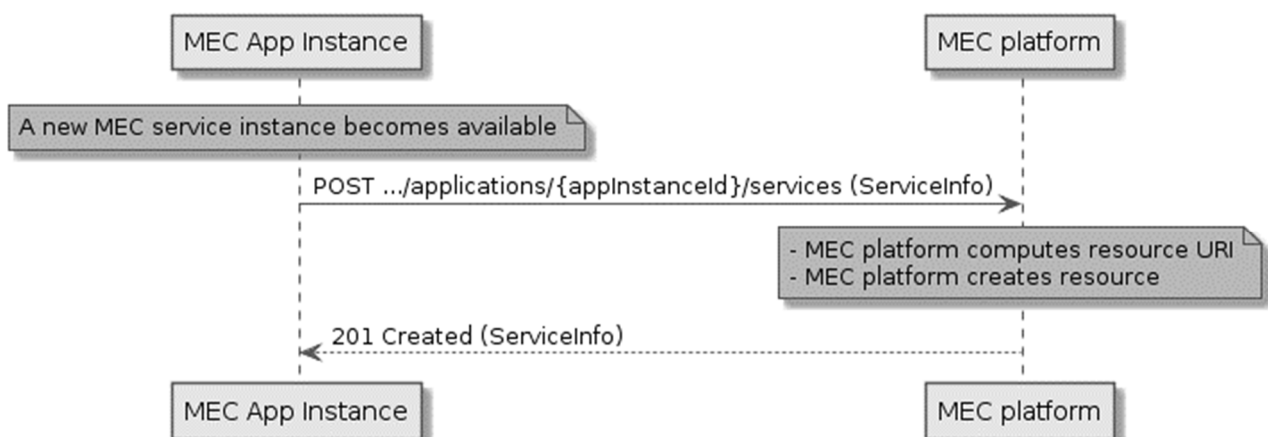 MEC App Instance
MEC platform
A new MEC service instance becomes available
POST .../applications/{appInstanceId}/services (ServiceInfo)
- MEC platform computes resource URI
- MEC platform creates resource
201 Created (ServiceInfo)
MEC App Instance
MEC platform